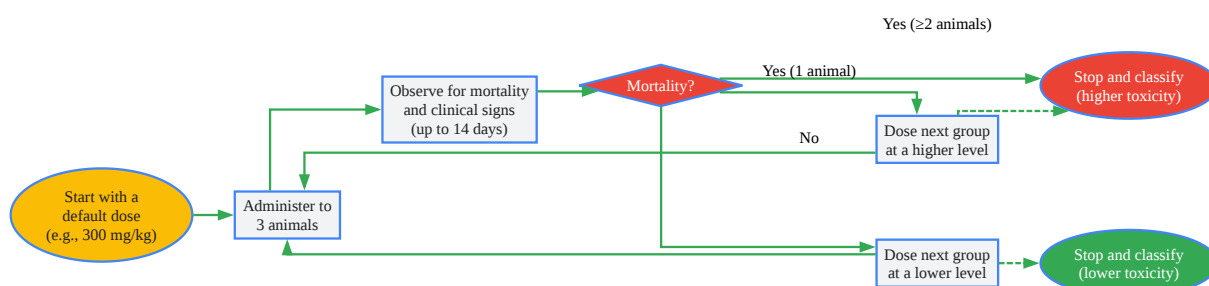 Yes (≥2 animals)
Yes (1 animal)
Stop and classify
(higher toxicity)
Mortality?
Observe for mortality
and clinical signs
(up to 14 days)
Dose next group
at a higher level
No
Start with a
default dose
(e.g., 300 mg/kg)
Administer to
3 animals
Dose next group
at a lower level
Stop and classify
(lower toxicity)